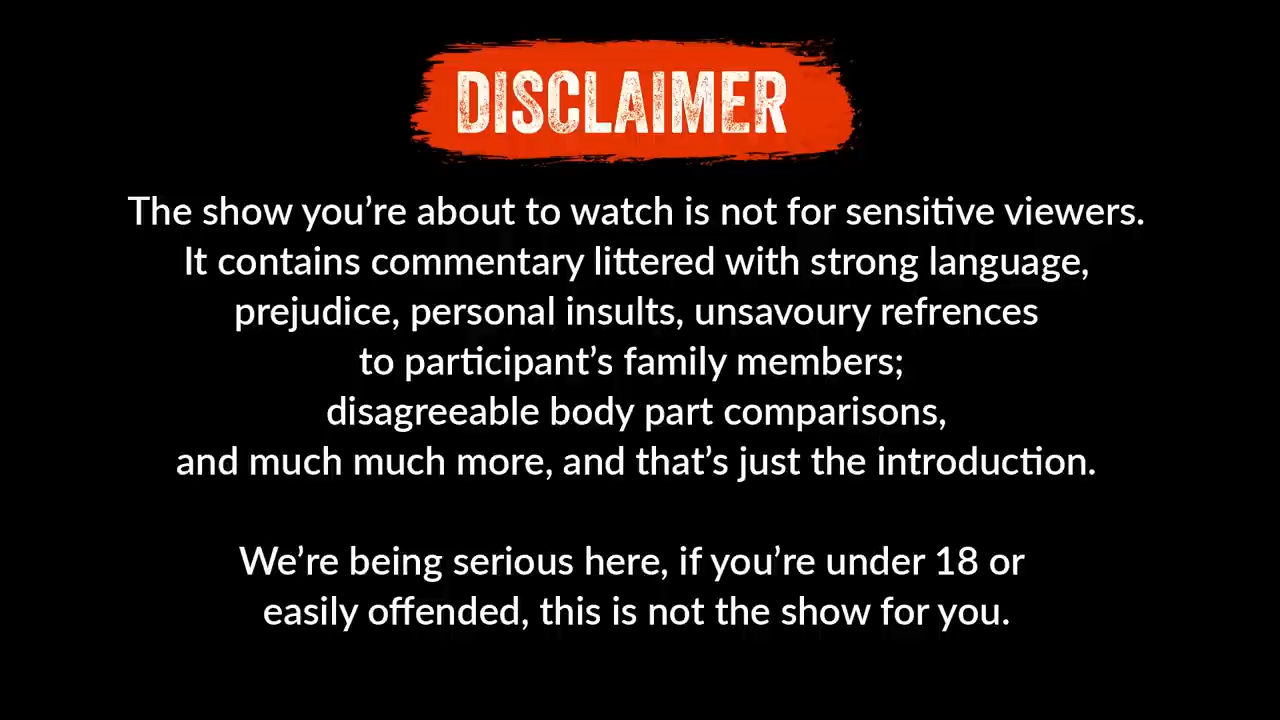 DISCLAIMER
The show you’re about to watch is not for sensitive viewers.
It contains commentary littered with strong language,
prejudice, personal insults, unsavoury refrences
to participant’s family members;
disagreeable body part comparisons,
and much much more, and that’s just the introduction.
We’re being serious here, if you’re under 18 or
easily offended, this is not the show for you.